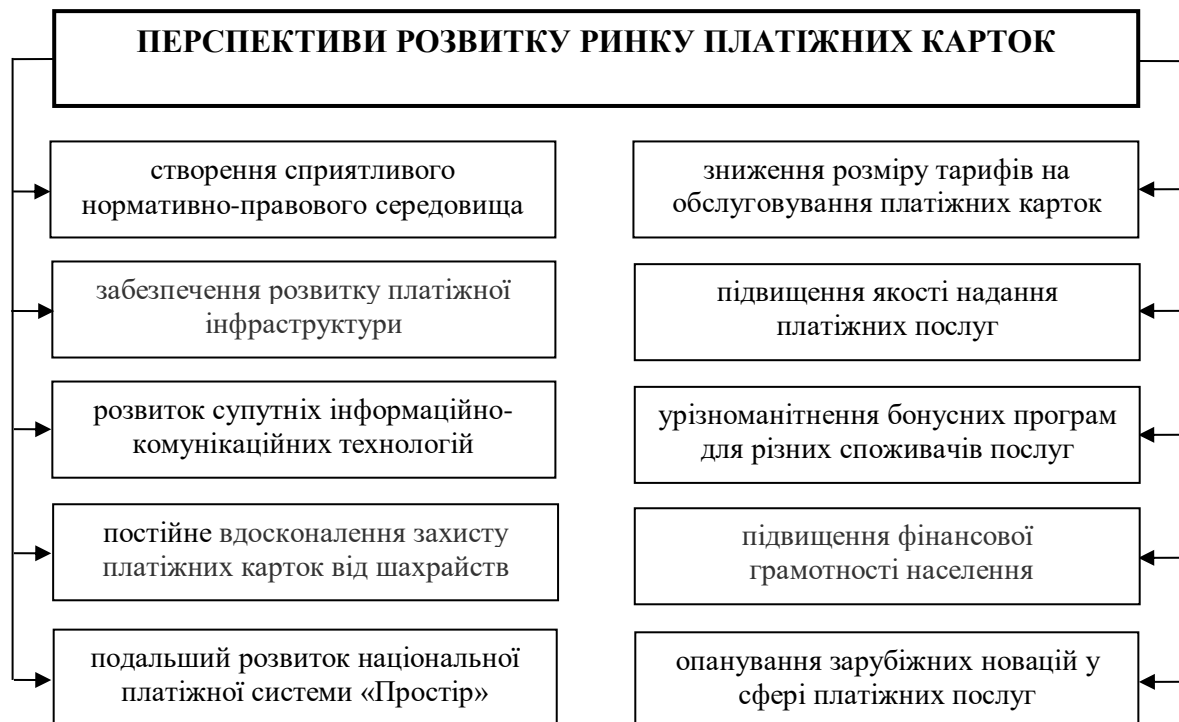 ПЕРСПЕКТИВИ РОЗВИТКУ РИНКУ ПЛАТІЖНИХ КАРТОК
створення сприятливого
нормативно-правового середовища
забезпечення розвитку платіжної
інфраструктури
розвиток супутніх інформаційно-
комунікаційних технологій
постійне вдосконалення захисту
платіжних карток від шахрайств
подальший розвиток національної
платіжної системи «Простір»
зниження розміру тарифів на
обслуговування платіжних карток
підвищення якості надання
платіжних послуг
урізноманітнення бонусних програм
для різних споживачів послуг
підвищення фінансової
грамотності населення
опанування зарубіжних новацій у
сфері платіжних послуг